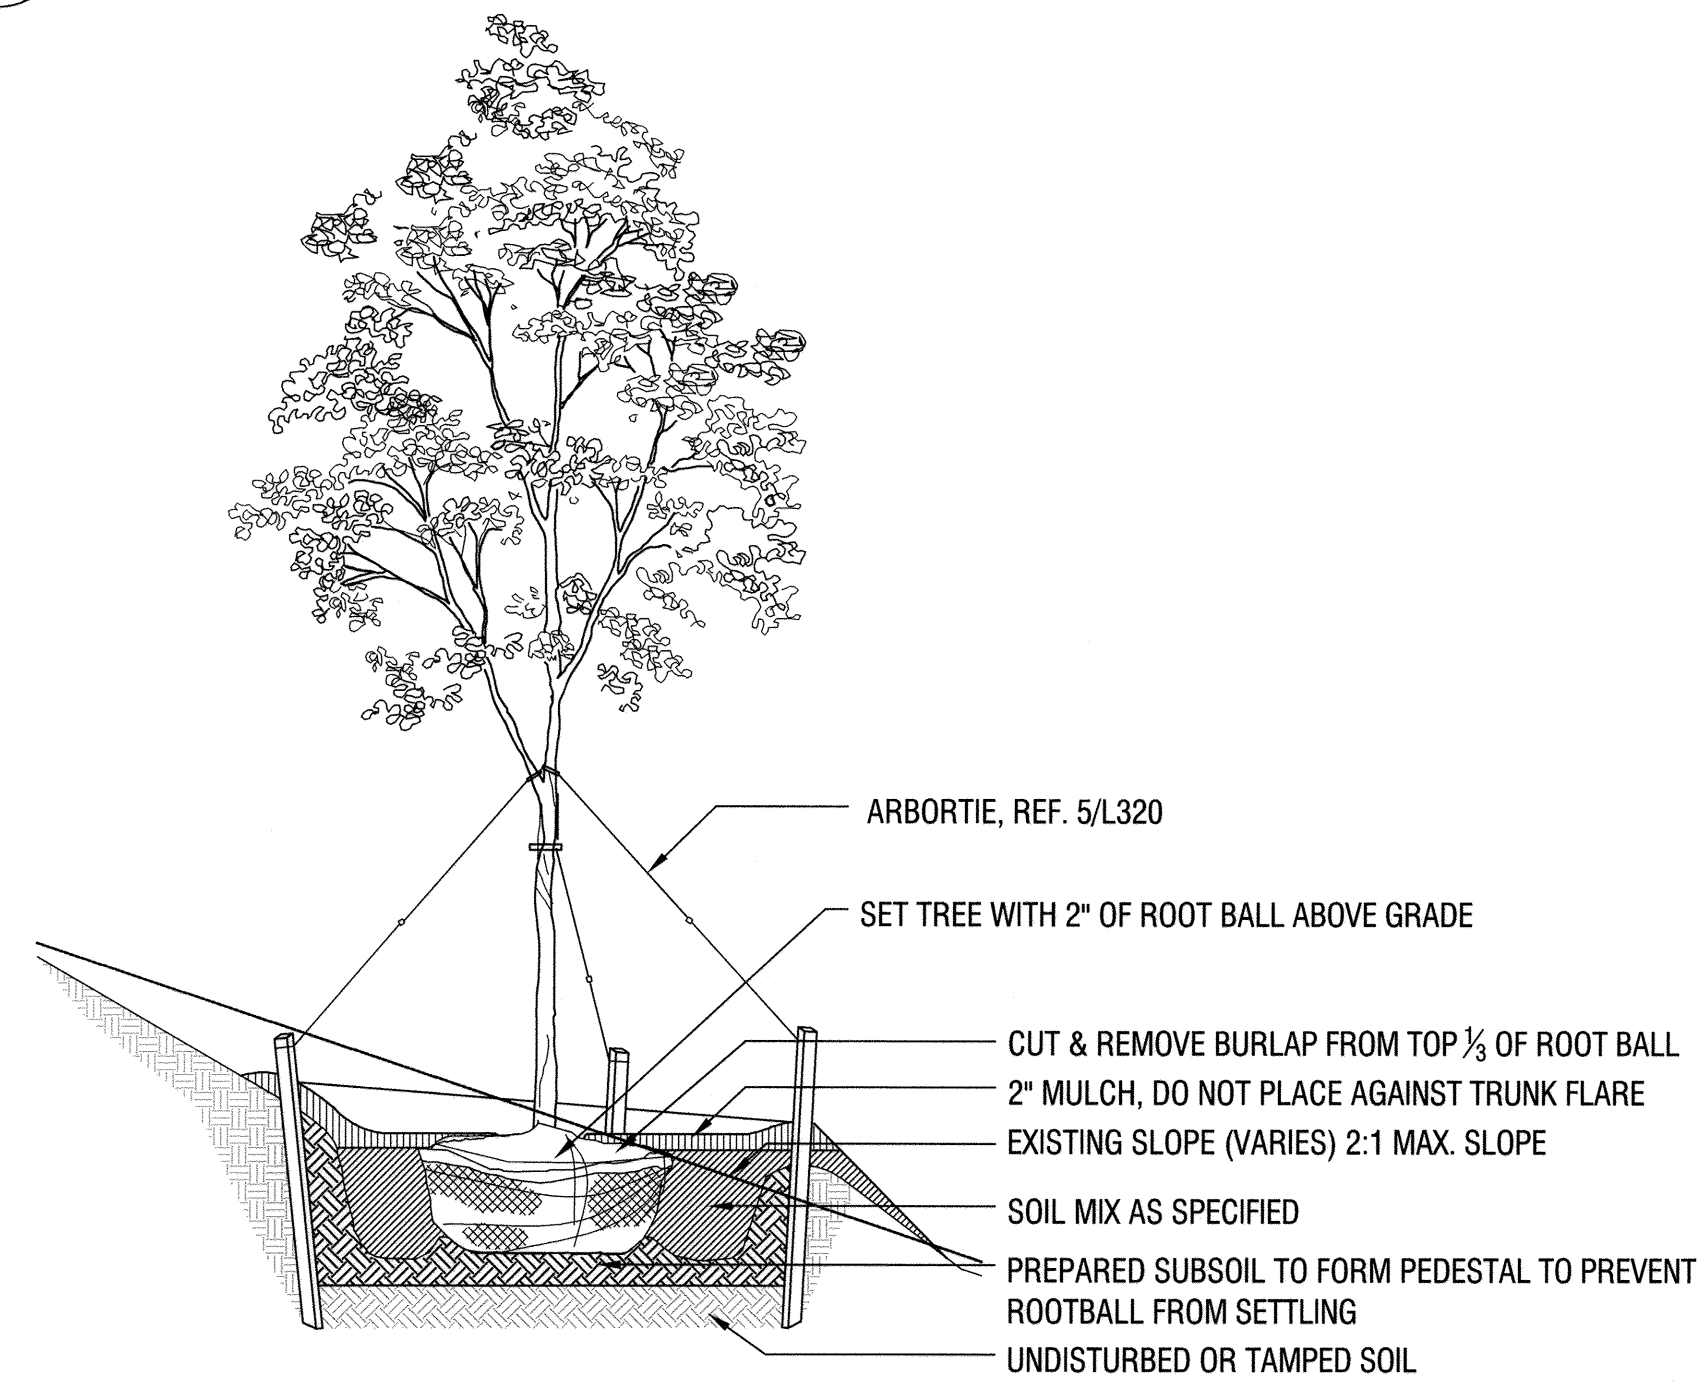 ARBORTIE, REF. 5/L320
SET TREE WITH 2" OF ROOT BALL ABOVE GRADE
CUT & REMOVE BURLAP FROM TOP 1/3 OF ROOT BALL
2" MULCH, DO NOT PLACE AGAINST TRUNK FLARE
EXISTING SLOPE (VARIES) 2:1 MAX. SLOPE
SOIL MIX AS SPECIFIED
PREPARED SUBSOIL TO FORM PEDESTAL TO PREVENT
ROOTBALL FROM SETTLING
UNDISTURBED OR TAMPED SOIL